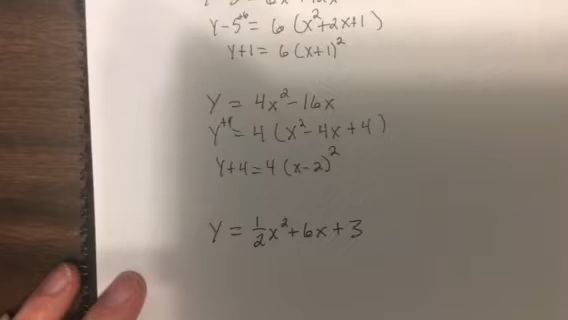 y-5+6 = 6 (x²+2x+1)
y+1 = 6(x+1)²
y = 4x²-16x
y+4 = 4(x²-4x+4)
y+4=4(x-2)²
y = 1/2x²+6x+3